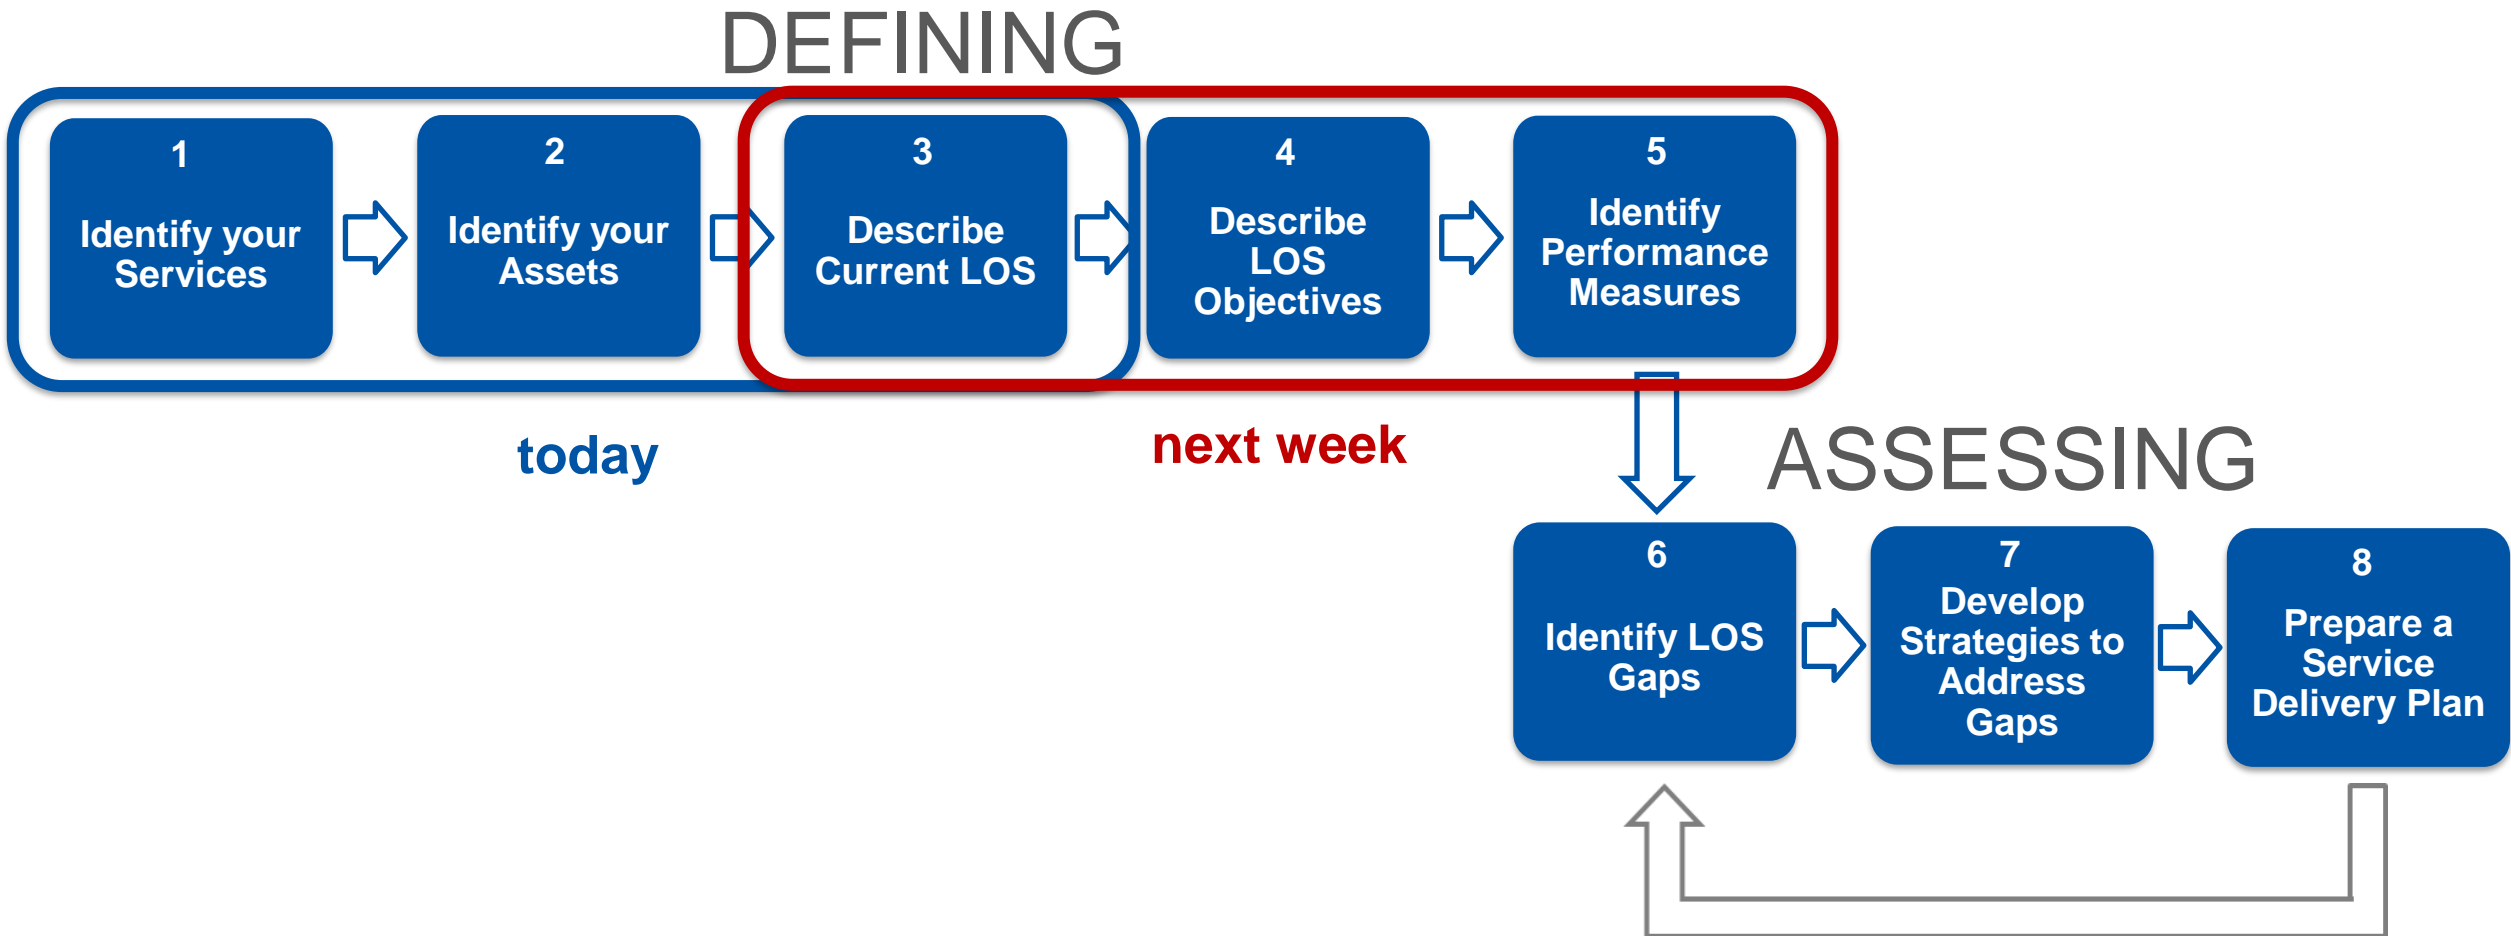 DEFINING
1
Identify your
Services
2
Identify your
Assets
3
Describe
Current LOS
4
Describe
LOS
Objectives
5
Identify
Performance
Measures
today
next week
ASSESSING
6
Identify LOS
Gaps
7
Develop
Strategies to
Address
Gaps
8
Prepare a
Service
Delivery Plan